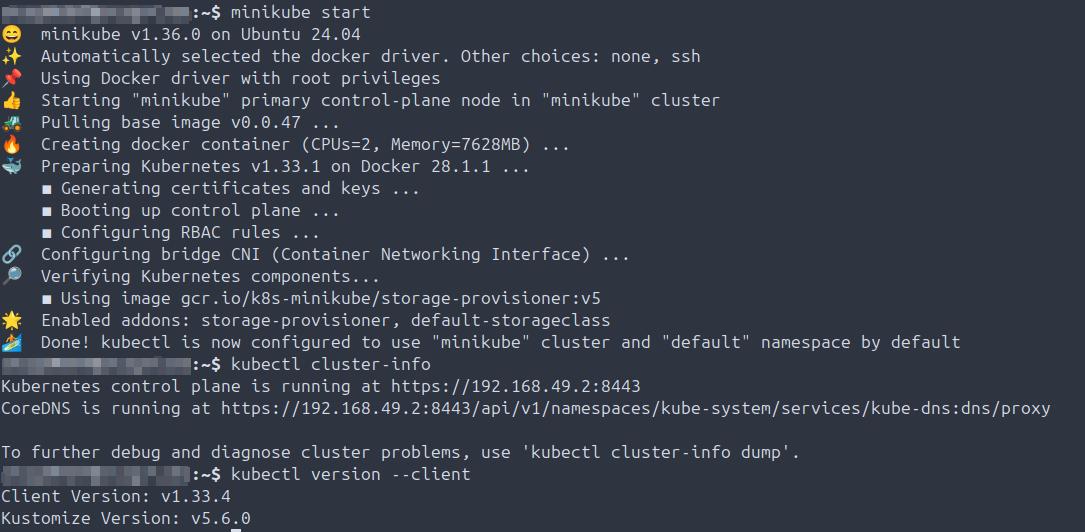 :~$ minikube start
😄 minikube v1.36.0 on Ubuntu 24.04
✨ Automatically selected the docker driver. Other choices: none, ssh
📌 Using Docker driver with root privileges
👍 Starting "minikube" primary control-plane node in "minikube" cluster
🚜 Pulling base image v0.0.47 ...
🔥 Creating docker container (CPUs=2, Memory=7628MB) ...
🐳 Preparing Kubernetes v1.33.1 on Docker 28.1.1 ...
▪ Generating certificates and keys ...
▪ Booting up control plane ...
▪ Configuring RBAC rules ...
🔗 Configuring bridge CNI (Container Networking Interface) ...
🔎 Verifying Kubernetes components...
▪ Using image gcr.io/k8s-minikube/storage-provisioner:v5
🌟 Enabled addons: storage-provisioner, default-storageclass
🏄 Done! kubectl is now configured to use "minikube" cluster and "default" namespace by default
:~$ kubectl cluster-info
Kubernetes control plane is running at https://192.168.49.2:8443
CoreDNS is running at https://192.168.49.2:8443/api/v1/namespaces/kube-system/services/kube-dns:dns/proxy
To further debug and diagnose cluster problems, use 'kubectl cluster-info dump'.
:~$ kubectl version --client
Client Version: v1.33.4
Kustomize Version: v5.6.0